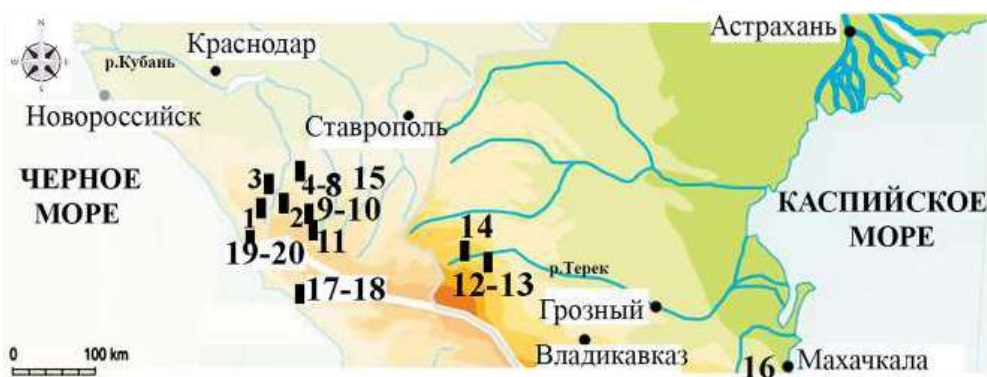 N
W E
S
Астрахань
Краснодар
р.Кубань
Новороссийск
Ставрополь
ЧЕРНОЕ
МОРЕ
КАСПИЙСКОЕ
МОРЕ
3
4-8
15
1
2
9-10
11
19-20
14
12-13
р.Терек
17-18
Грозный
Владикавказ
16
Махачкала
0 100 km